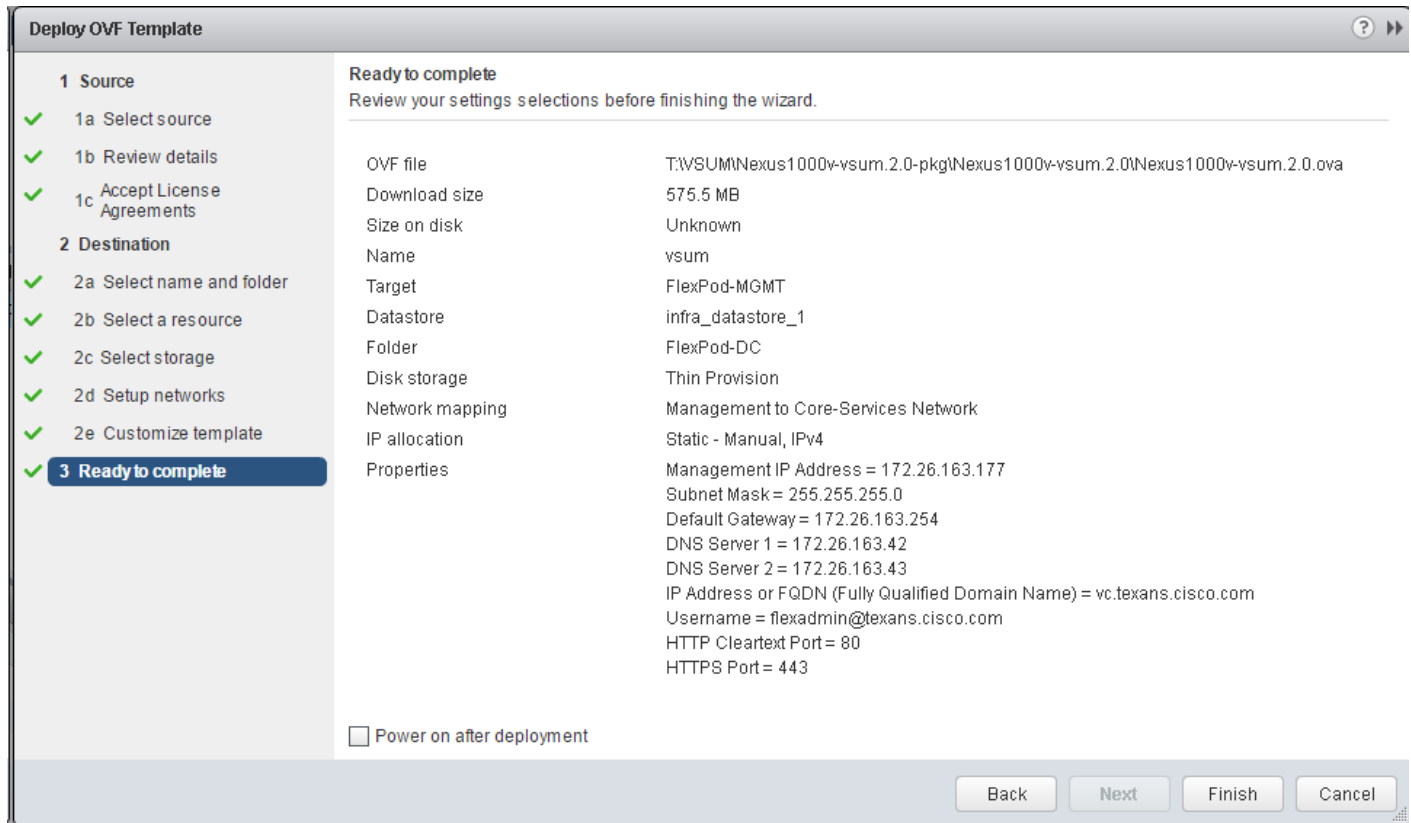 Deploy OVF Template
?
1 Source
1a Select source
1b Review details
1c Accept License
Agreements
2 Destination
2a Select name and folder
2b Select a resource
2c Select storage
2d Setup networks
2e Customize template
3 Ready to complete
Ready to complete
Review your settings selections before finishing the wizard.
OVF file T:\VSUM\Nexus1000v-vsum.2.0-pkg\Nexus1000v-vsum.2.0\Nexus1000v-vsum.2.0.ova
Download size 575.5 MB
Size on disk Unknown
Name vsum
Target FlexPod-MGMT
Datastore infra_datastore_1
Folder FlexPod-DC
Disk storage Thin Provision
Network mapping Management to Core-Services Network
IP allocation Static - Manual, IPv4
Properties Management IP Address = 172.26.163.177
Subnet Mask = 255.255.255.0
Default Gateway = 172.26.163.254
DNS Server 1 = 172.26.163.42
DNS Server 2 = 172.26.163.43
IP Address or FQDN (Fully Qualified Domain Name) = vc.texans.cisco.com
Username = flexadmin@texans.cisco.com
HTTP Cleartext Port = 80
HTTPS Port = 443
Power on after deployment
Back Next Finish Cancel